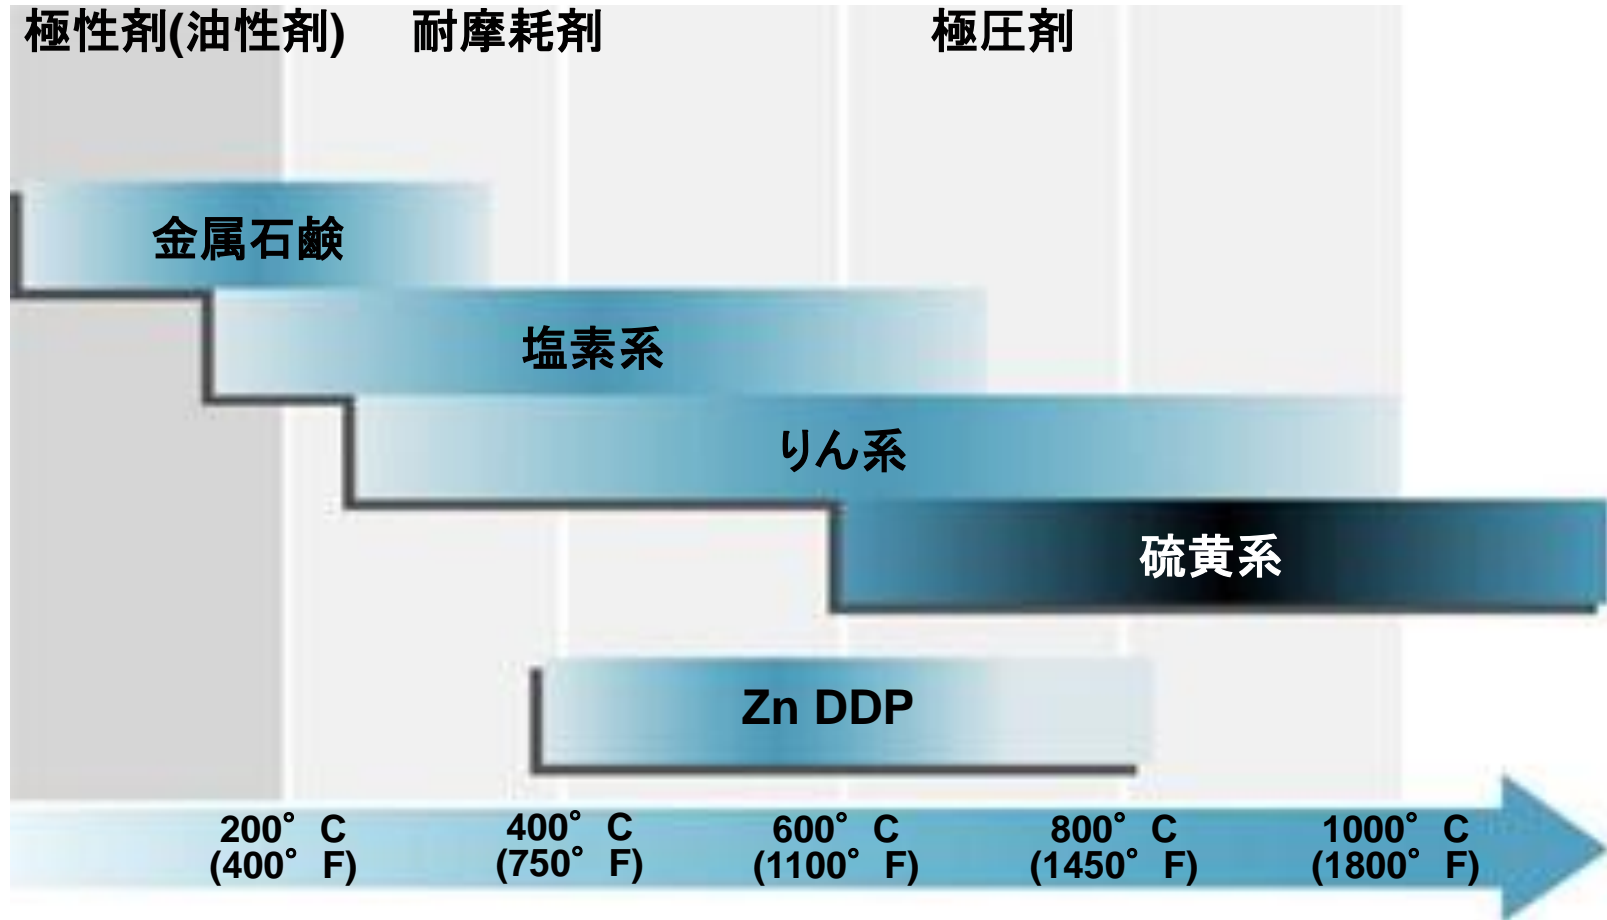 極性剤(油性剤) 耐摩耗剤 極圧剤
金属石鹸
塩素系
りん系
硫黄系
Zn DDP
200°C 400°C 600°C 800°C 1000°C
(400°F) (750°F) (1100°F) (1450°F) (1800°F)